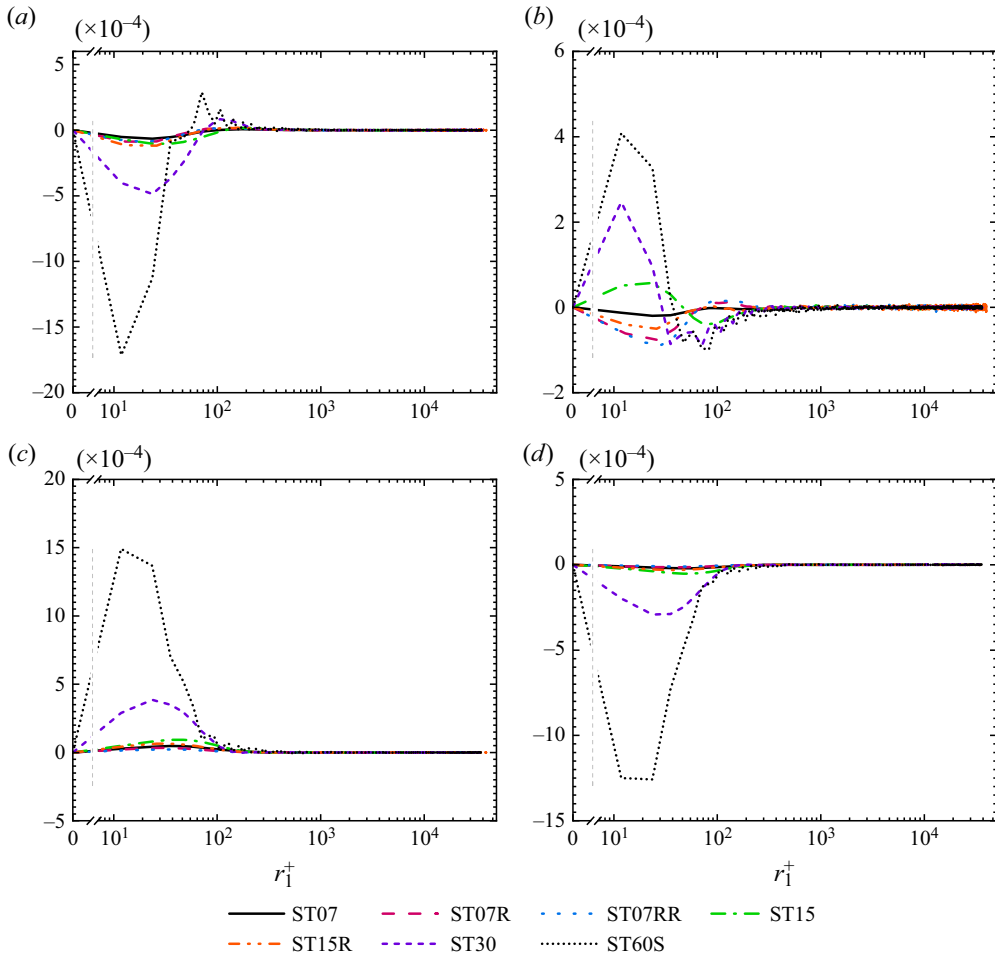 (a) (×10⁻⁴) (b) (×10⁻⁴)
5 6
0 4
−5 2
−10 0
−15
−20 −2
0 10¹ 10² 10³ 10⁴ 0 10¹ 10² 10³ 10⁴
(c) (×10⁻⁴) (d) (×10⁻⁴)
20 5
15 0
10 −5
5
0 −10
−5 −15
0 10¹ 10² 10³ 10⁴ 0 10¹ 10² 10³ 10⁴
r₁⁺ r₁⁺
ST07 ST07R ST07RR ST15
ST15R ST30 ST60S